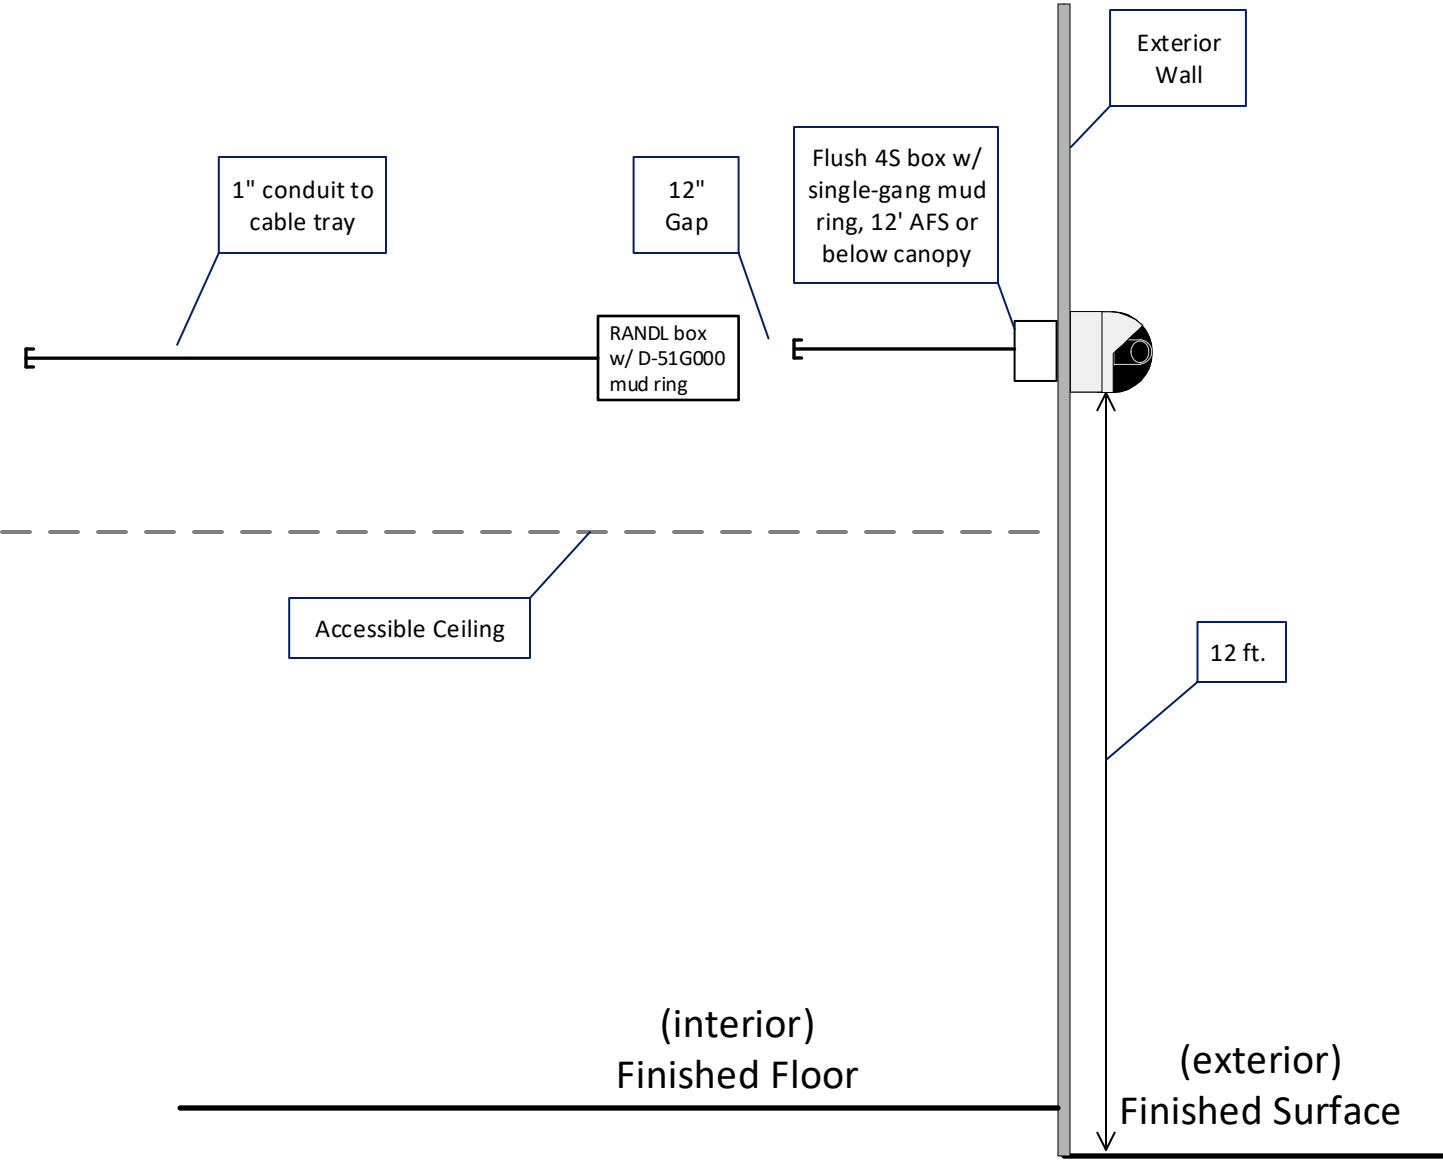 Exterior
Wall
Flush 4S box w/
single-gang mud
ring, 12' AFS or
below canopy
1" conduit to
cable tray
12"
Gap
RANDL box
w/ D-51G000
mud ring
Accessible Ceiling
12 ft.
(interior)
Finished Floor
(exterior)
Finished Surface